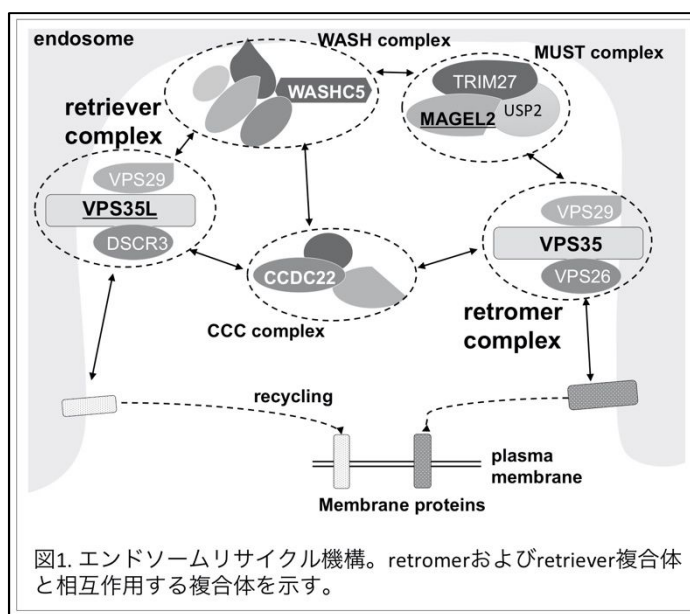 endosome
WASH complex
MUST complex
WASHC5
TRIM27
MAGEL2
USP2
retriever
complex
VPS29
VPS35L
DSCR3
CCDC22
CCC complex
VPS29
VPS35
VPS26
retromer
complex
recycling
plasma
membrane
Membrane proteins
図1. エンドソームリサイクル機構。retromerおよびretriever複合体
と相互作用する複合体を示す。